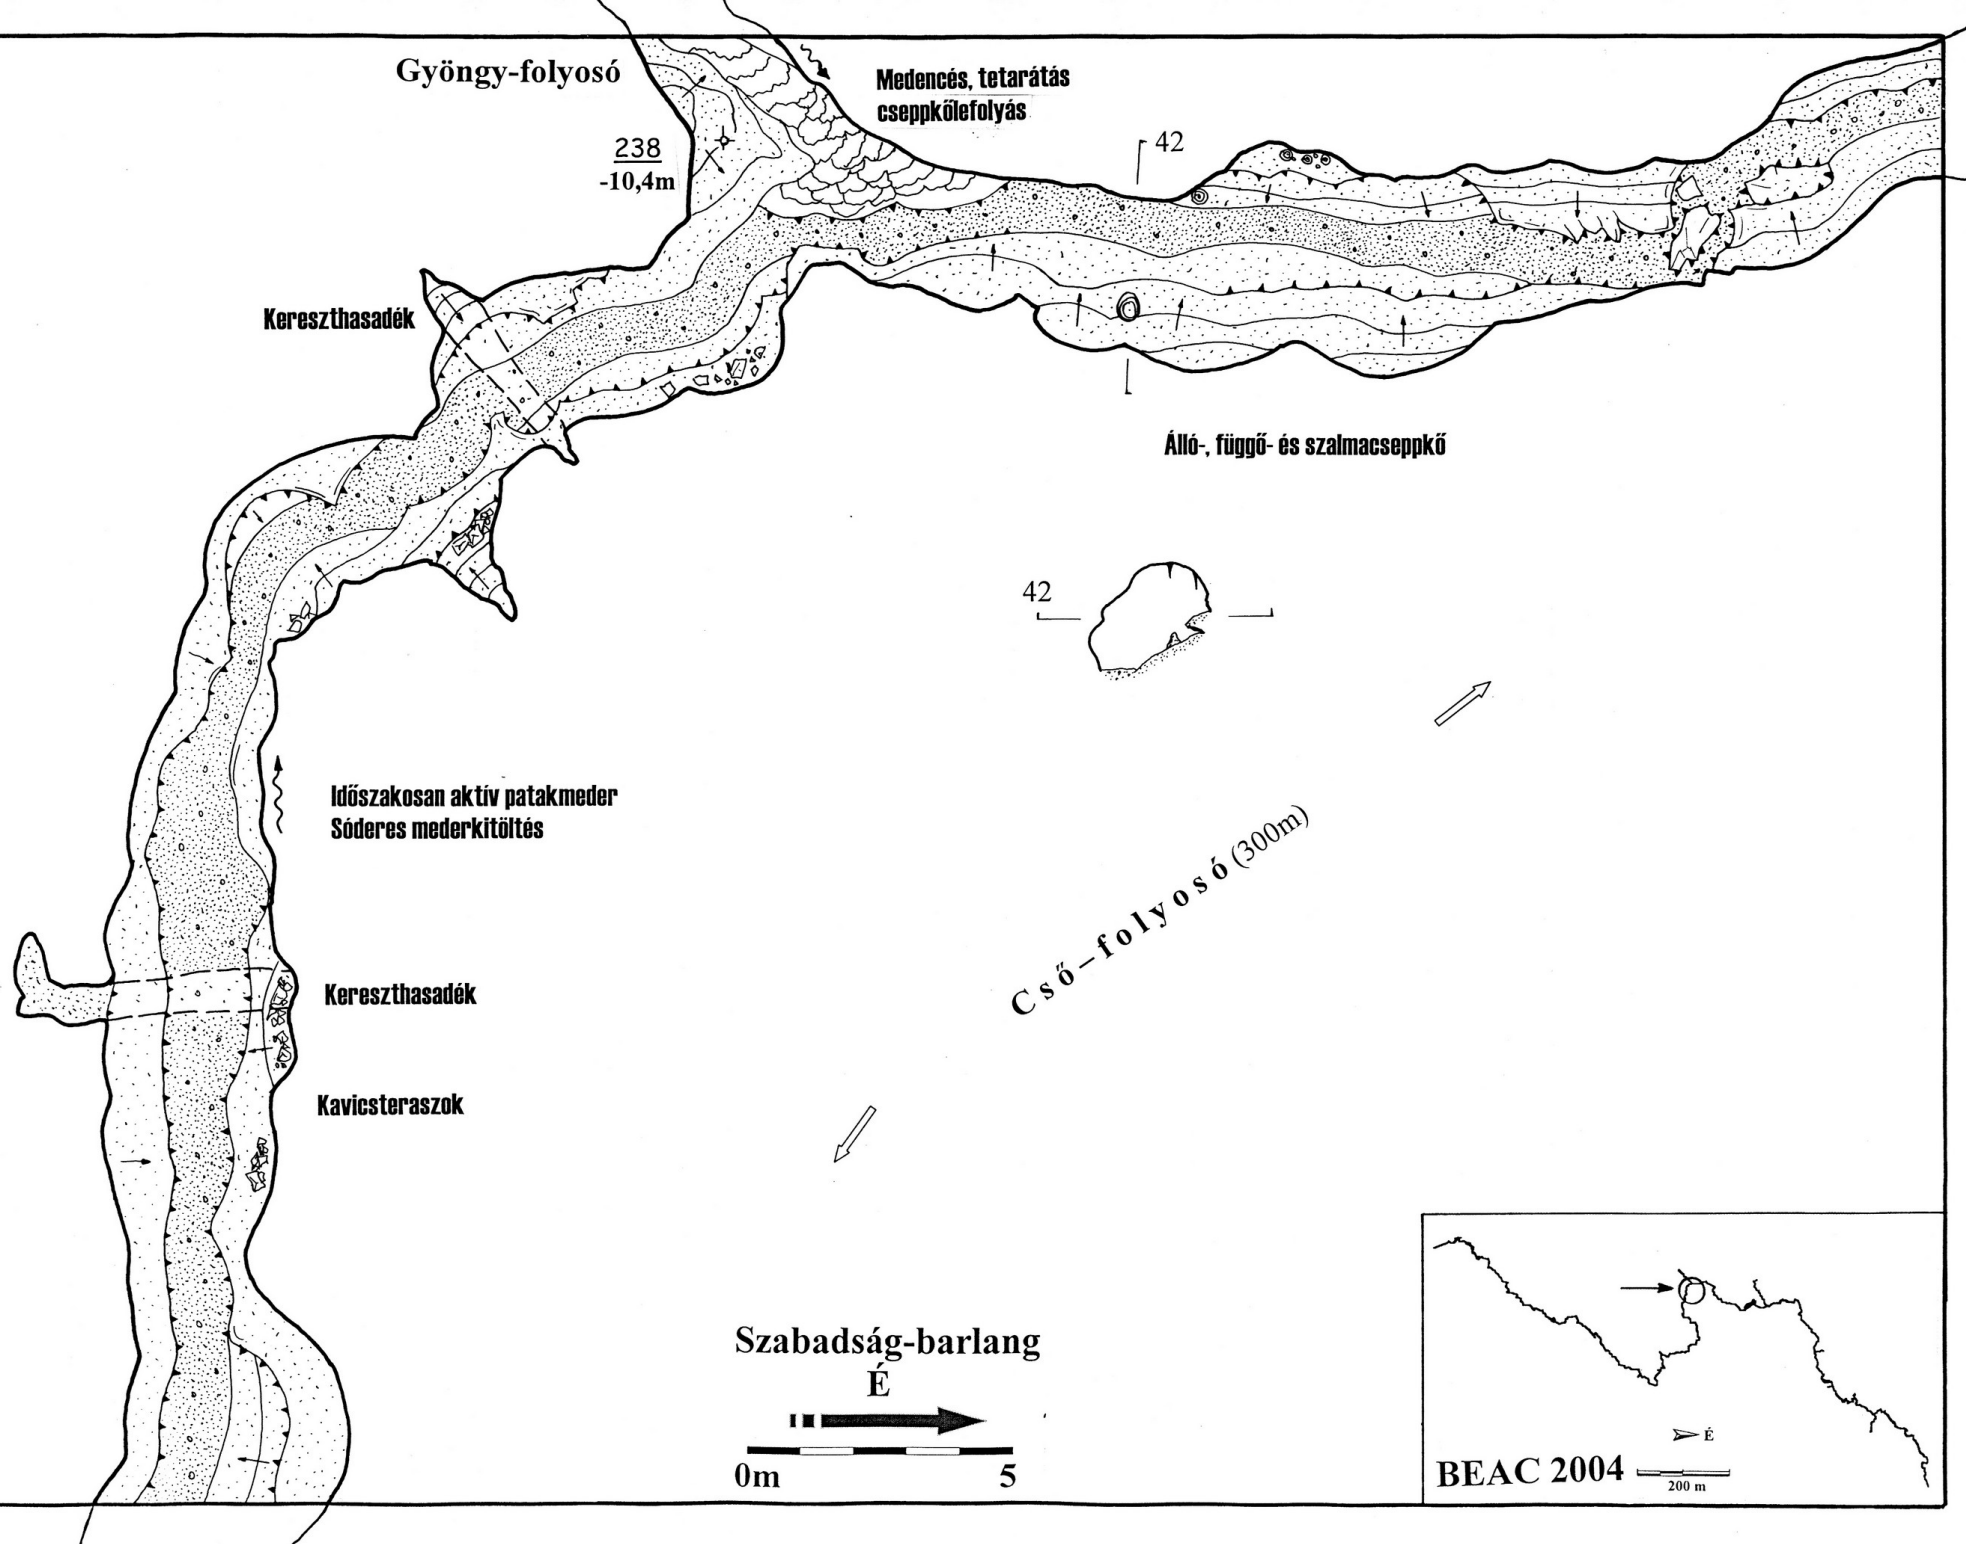 Gyöngy-folyosó
Medencés, tetarátás
cseppkőlefolyás
238
-10,4m
42
Kereszthasadék
Álló-, függő- és szalmacseppkő
42
Időszakosan aktív patakmeder
Sóderes mederkitöltés
Cső-folyosó (300m)
Kereszthasadék
Kavicsteraszok
Szabadság-barlang
É
0m 5
É
BEAC 2004
200 m